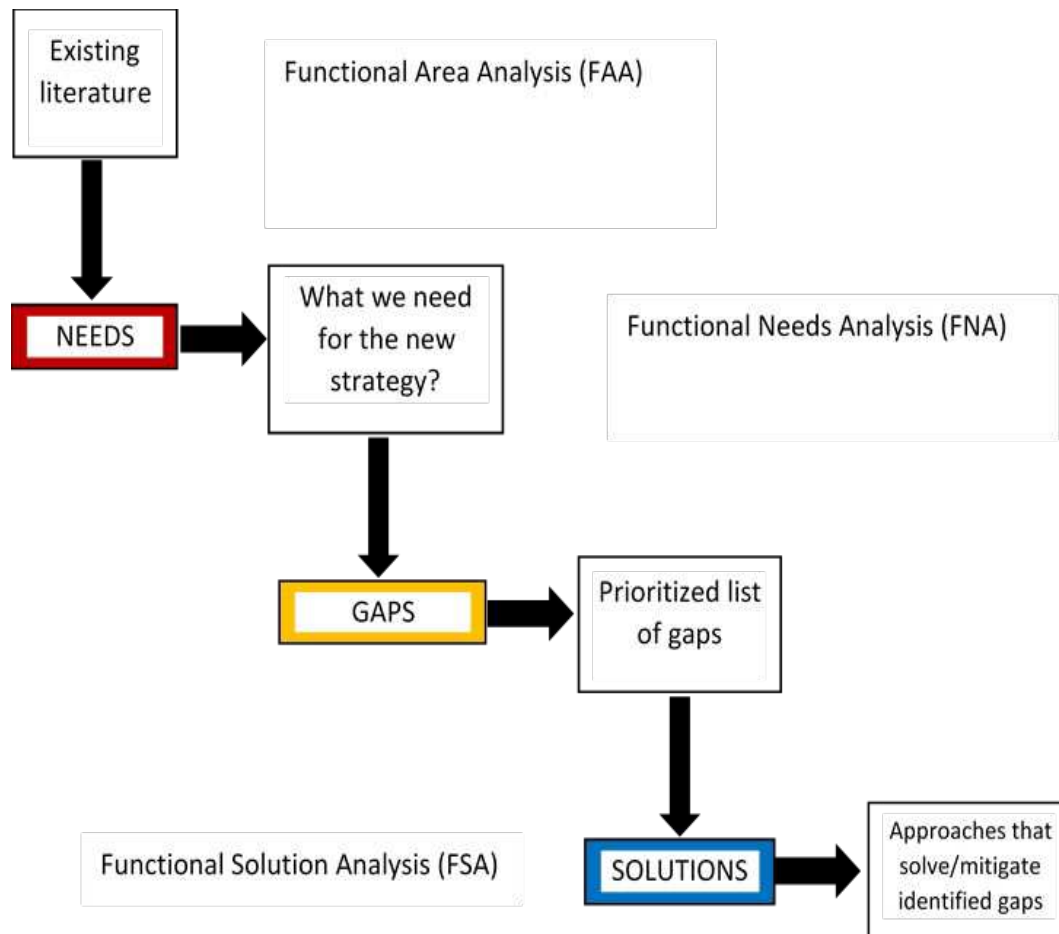 Existing
literature
Functional Area Analysis (FAA)
NEEDS
What we need
for the new
strategy?
Functional Needs Analysis (FNA)
GAPS
Prioritized list
of gaps
Functional Solution Analysis (FSA)
SOLUTIONS
Approaches that
solve/mitigate
identified gaps